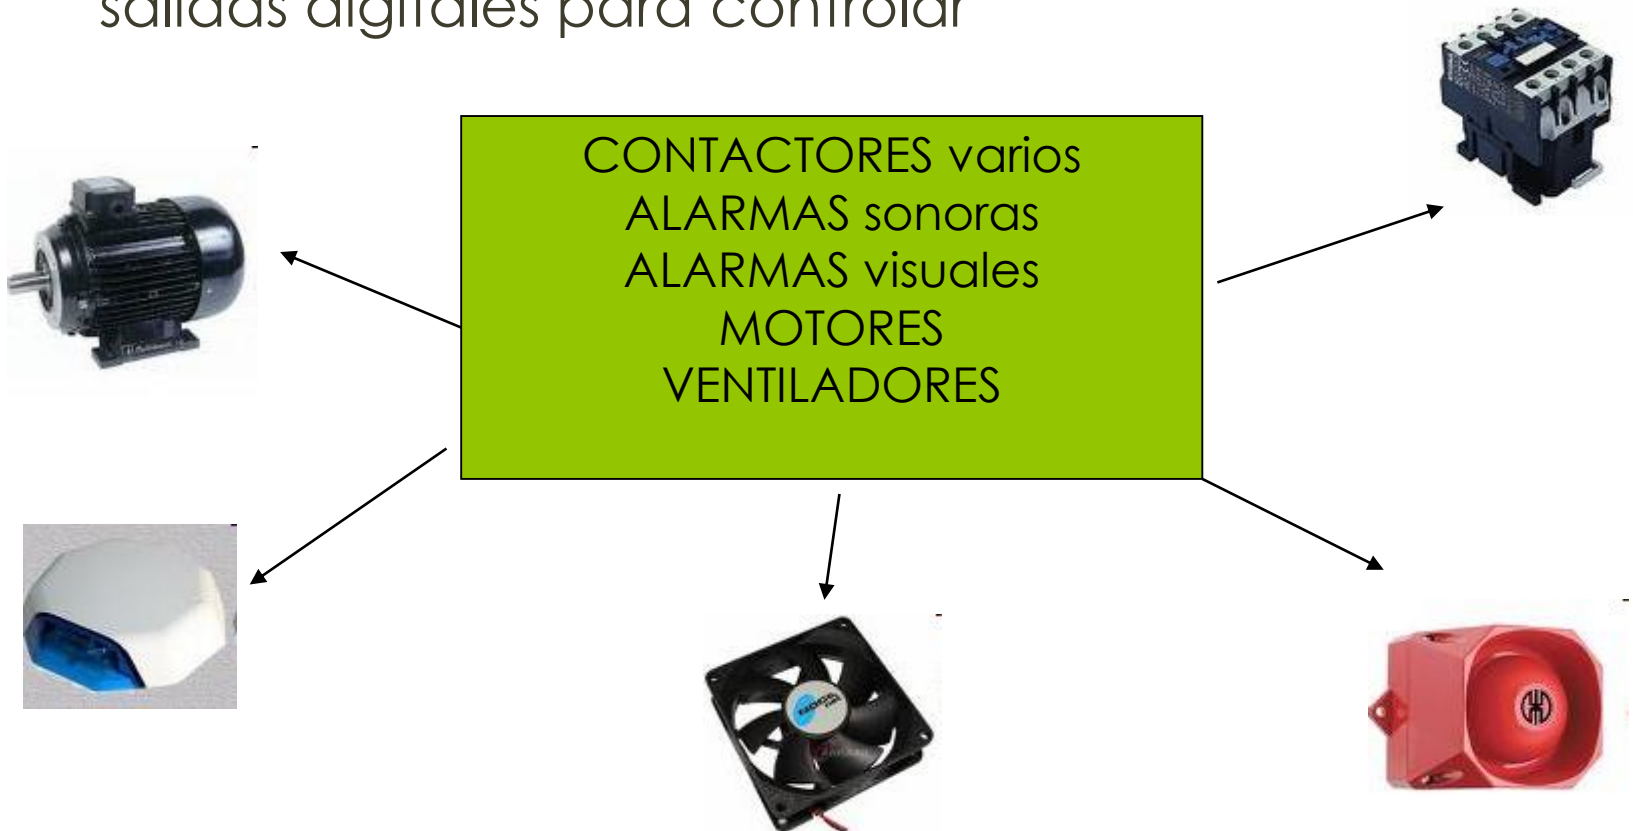 salidas digitales para controlar
CONTACTORES varios
ALARMAS sonoras
ALARMAS visuales
MOTORES
VENTILADORES